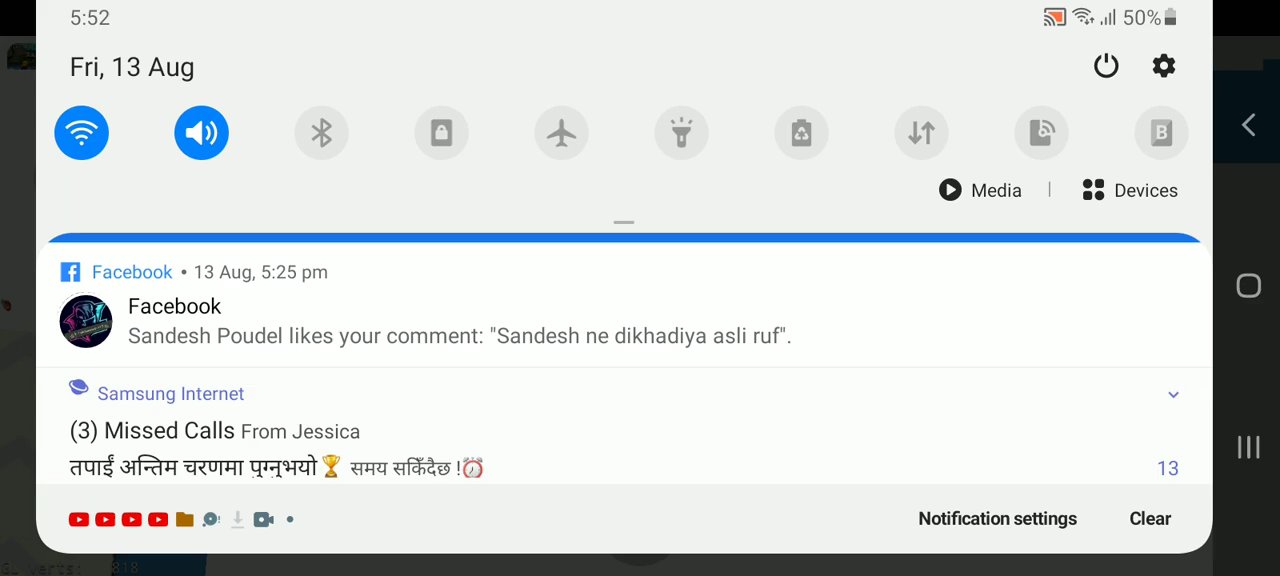 5:52
50%
Fri, 13 Aug
Media | Devices
Facebook • 13 Aug, 5:25 pm
Facebook
Sandesh Poudel likes your comment: "Sandesh ne dikhadiya asli ruf".
Samsung Internet
(3) Missed Calls From Jessica
तपाईं अन्तिम चरणमा पुग्नुभयो🏆 समय सकिँदैछ !⏰
13
Notification settings
Clear
818